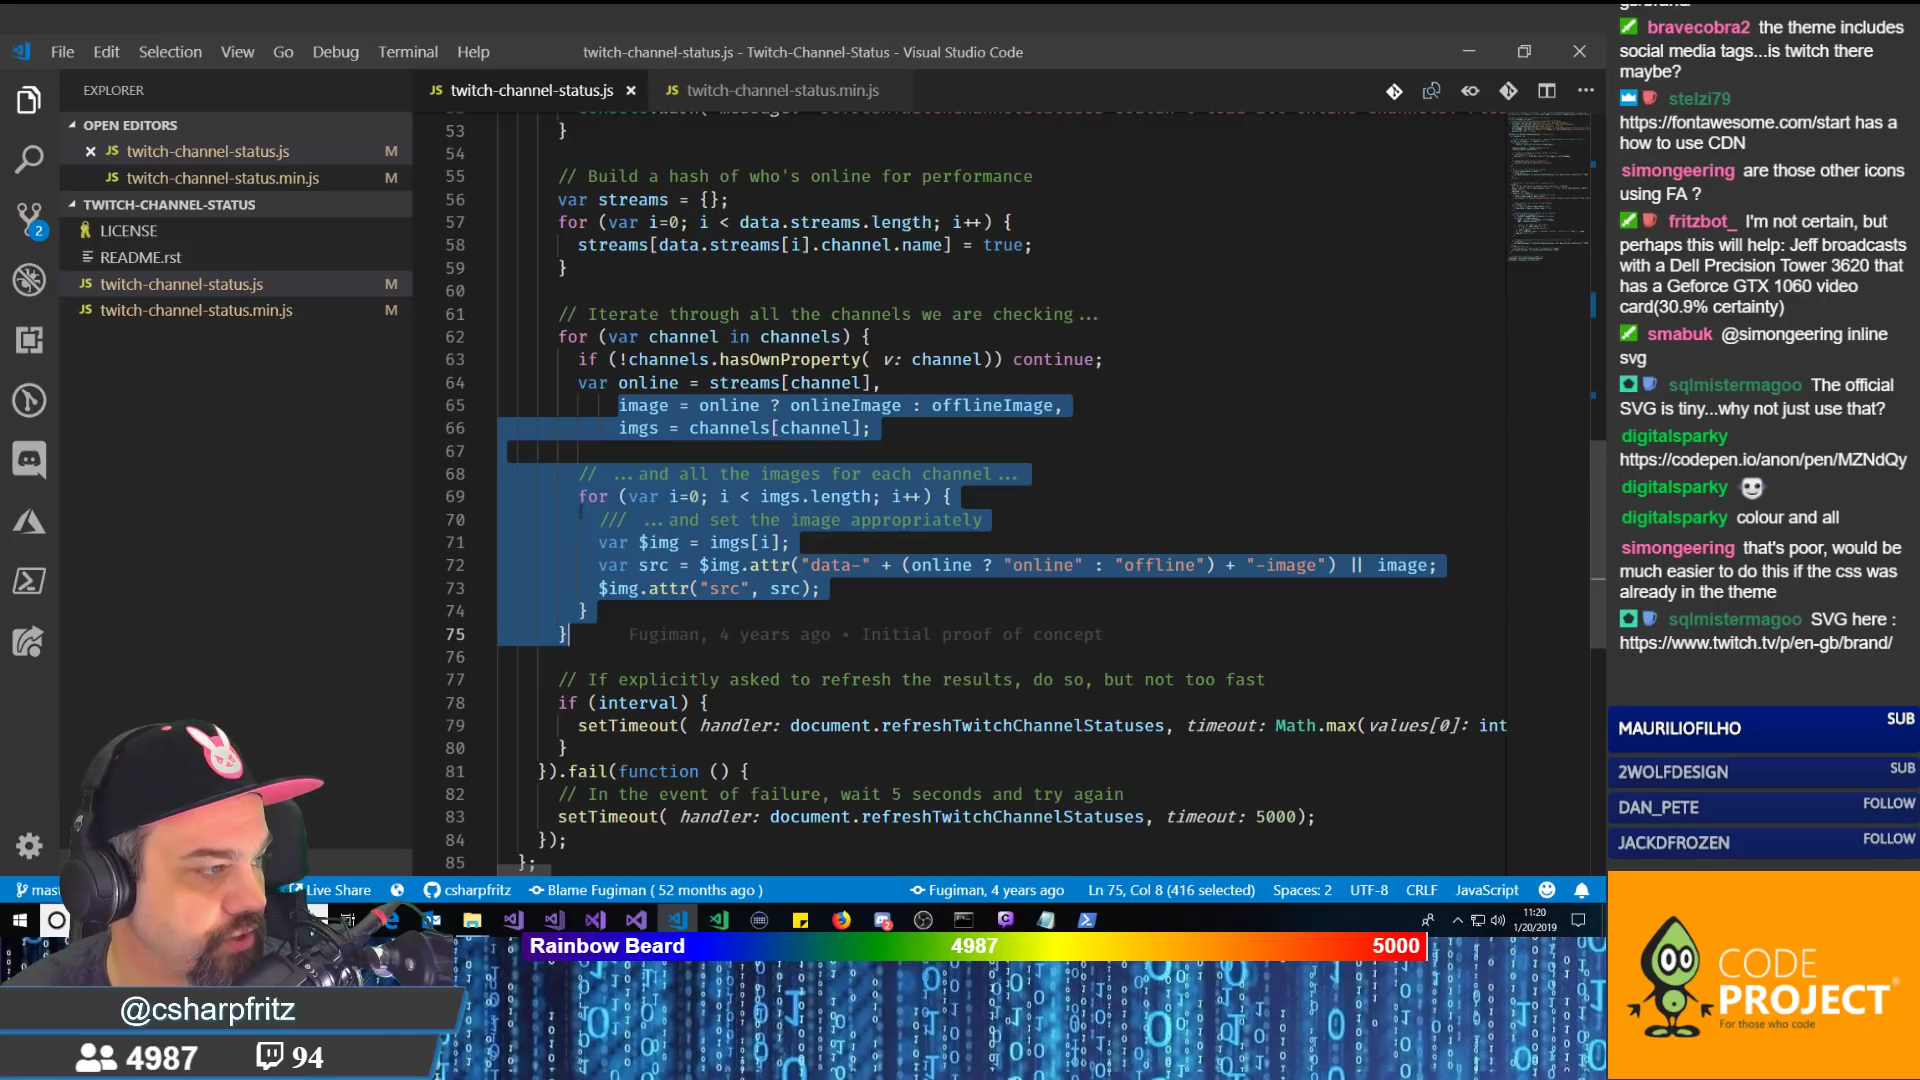 File Edit Selection View Go Debug Terminal Help
twitch-channel-status.js - Twitch-Channel-Status - Visual Studio Code
EXPLORER
OPEN EDITORS
twitch-channel-status.js M
JS twitch-channel-status.js M
JS twitch-channel-status.min.js M
TWITCH-CHANNEL-STATUS
LICENSE
README.rst
JS twitch-channel-status.js M
JS twitch-channel-status.min.js M
2
JS twitch-channel-status.js
JS twitch-channel-status.min.js
53 }
54
55 // Build a hash of who's online for performance
56 var streams = {};
57 for (var i=0; i < data.streams.length; i++) {
58 streams[data.streams[i].channel.name] = true;
59 }
60
61 // Iterate through all the channels we are checking...
62 for (var channel in channels) {
63 if (!channels.hasOwnProperty( v: channel)) continue;
64 var online = streams[channel],
65 image = online ? onlineImage : offlineImage,
66 imgs = channels[channel];
67
68 // ...and all the images for each channel...
69 for (var i=0; i < imgs.length; i++) {
70 /// ...and set the image appropriately
71 var $img = imgs[i];
72 var src = $img.attr("data-" + (online ? "online" : "offline") + "-image") || image;
73 $img.attr("src", src);
74 }
75 } Fugiman, 4 years ago • Initial proof of concept
76
77 // If explicitly asked to refresh the results, do so, but not too fast
78 if (interval) {
79 setTimeout( handler: document.refreshTwitchChannelStatuses, timeout: Math.max(values[0]: int
80 }
81 }).fail(function () {
82 // In the event of failure, wait 5 seconds and try again
83 setTimeout( handler: document.refreshTwitchChannelStatuses, timeout: 5000);
84 });
85 };
mast Live Share csharpfritz Blame Fugiman ( 52 months ago ) Fugiman, 4 years ago Ln 75, Col 8 (416 selected) Spaces: 2 UTF-8 CRLF JavaScript
11:20
1/20/2019
Rainbow Beard 4987 5000
@csharpfritz
4987 94
bravecobra2 the theme includes
social media tags...is twitch there
maybe?
stelzi79
https://fontawesome.com/start has a
how to use CDN
simongeering are those other icons
using FA ?
fritzbot_ I'm not certain, but
perhaps this will help: Jeff broadcasts
with a Dell Precision Tower 3620 that
has a Geforce GTX 1060 video
card(30.9% certainty)
smabuk @simongeering inline
svg
sqlmistermagoo The official
SVG is tiny...why not just use that?
digitalsparky
https://codepen.io/anon/pen/MZNdQy
digitalsparky
digitalsparky colour and all
simongeering that's poor, would be
much easier to do this if the css was
already in the theme
sqlmistermagoo SVG here :
https://www.twitch.tv/p/en-gb/brand/
MAURILIOFILHO SUB
2WOLFDESIGN SUB
DAN_PETE FOLLOW
JACKDFROZEN FOLLOW
CODE
PROJECT®
For those who code